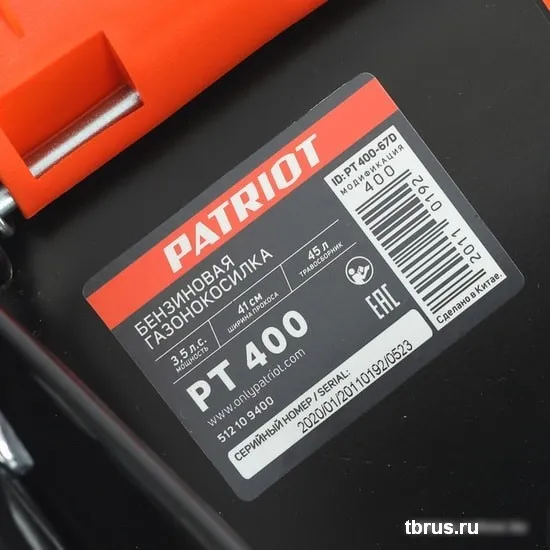 PATRIOT
БЕНЗИНОВАЯ
ГАЗОНОКОСИЛКА
3,5 л.с.
МОЩНОСТЬ
41 см
ШИРИНА ПРОКОСА
45 л
ТРАВОСБОРНИК
PT 400
www.onlypatriot.com
512 10 9400
EAC
СЕРИЙНЫЙ НОМЕР / SERIAL:
2020/01/20110192/0523
ID: PT 400-67D
МОДИФИКАЦИЯ
400
2011 0192
Сделано в Китае.
tbrus.ru